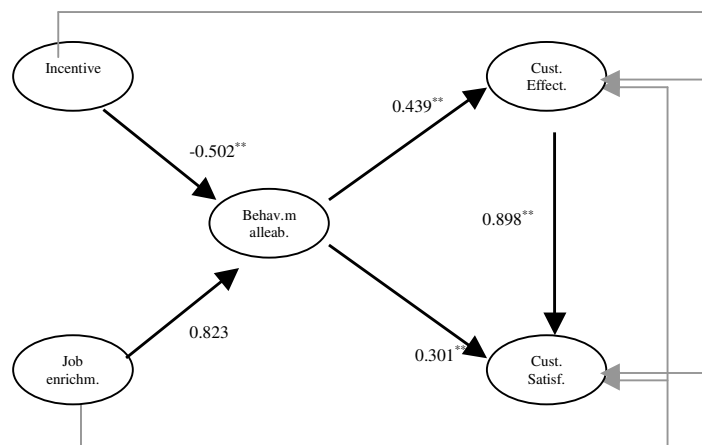 Incentive
Cust.
Effect.
0.439**
-0.502**
Behav.m
alleab.
0.898**
0.823
0.301**
Job
enrichm.
Cust.
Satisf.